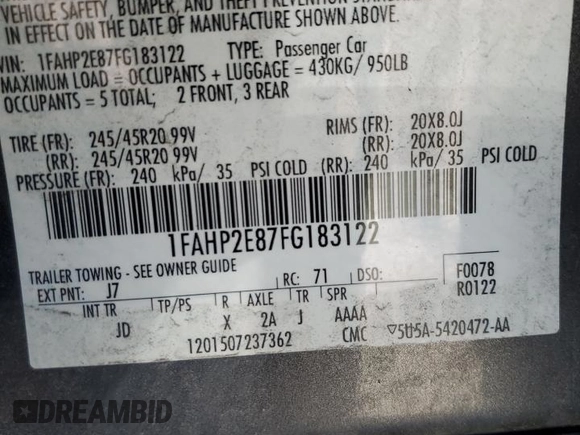 VEHICLE SAFETY, BUMPER, AND THEFT PREVENTION STANDARDS
IN EFFECT ON THE DATE OF MANUFACTURE SHOWN ABOVE.
VIN: 1FAHP2E87FG183122 TYPE: Passenger Car
MAXIMUM LOAD = OCCUPANTS + LUGGAGE = 430KG/ 950LB
OCCUPANTS = 5 TOTAL; 2 FRONT, 3 REAR
TIRE (FR): 245/45R20 99V RIMS (FR): 20X8.0J
(RR): 245/45R20 99V (RR): 20X8.0J
PRESSURE (FR): 240 kPa/ 35 PSI COLD (RR): 240 kPa/ 35 PSI COLD
1FAHP2E87FG183122
TRAILER TOWING - SEE OWNER GUIDE
EXT PNT: J7 RC: 71 DSO: F0078
R0122
INT TR TP/PS R AXLE TR SPR
JD X 2A J AAAA
1201507237362 CMC ▽5U5A-5420472-AA
DREAMBID